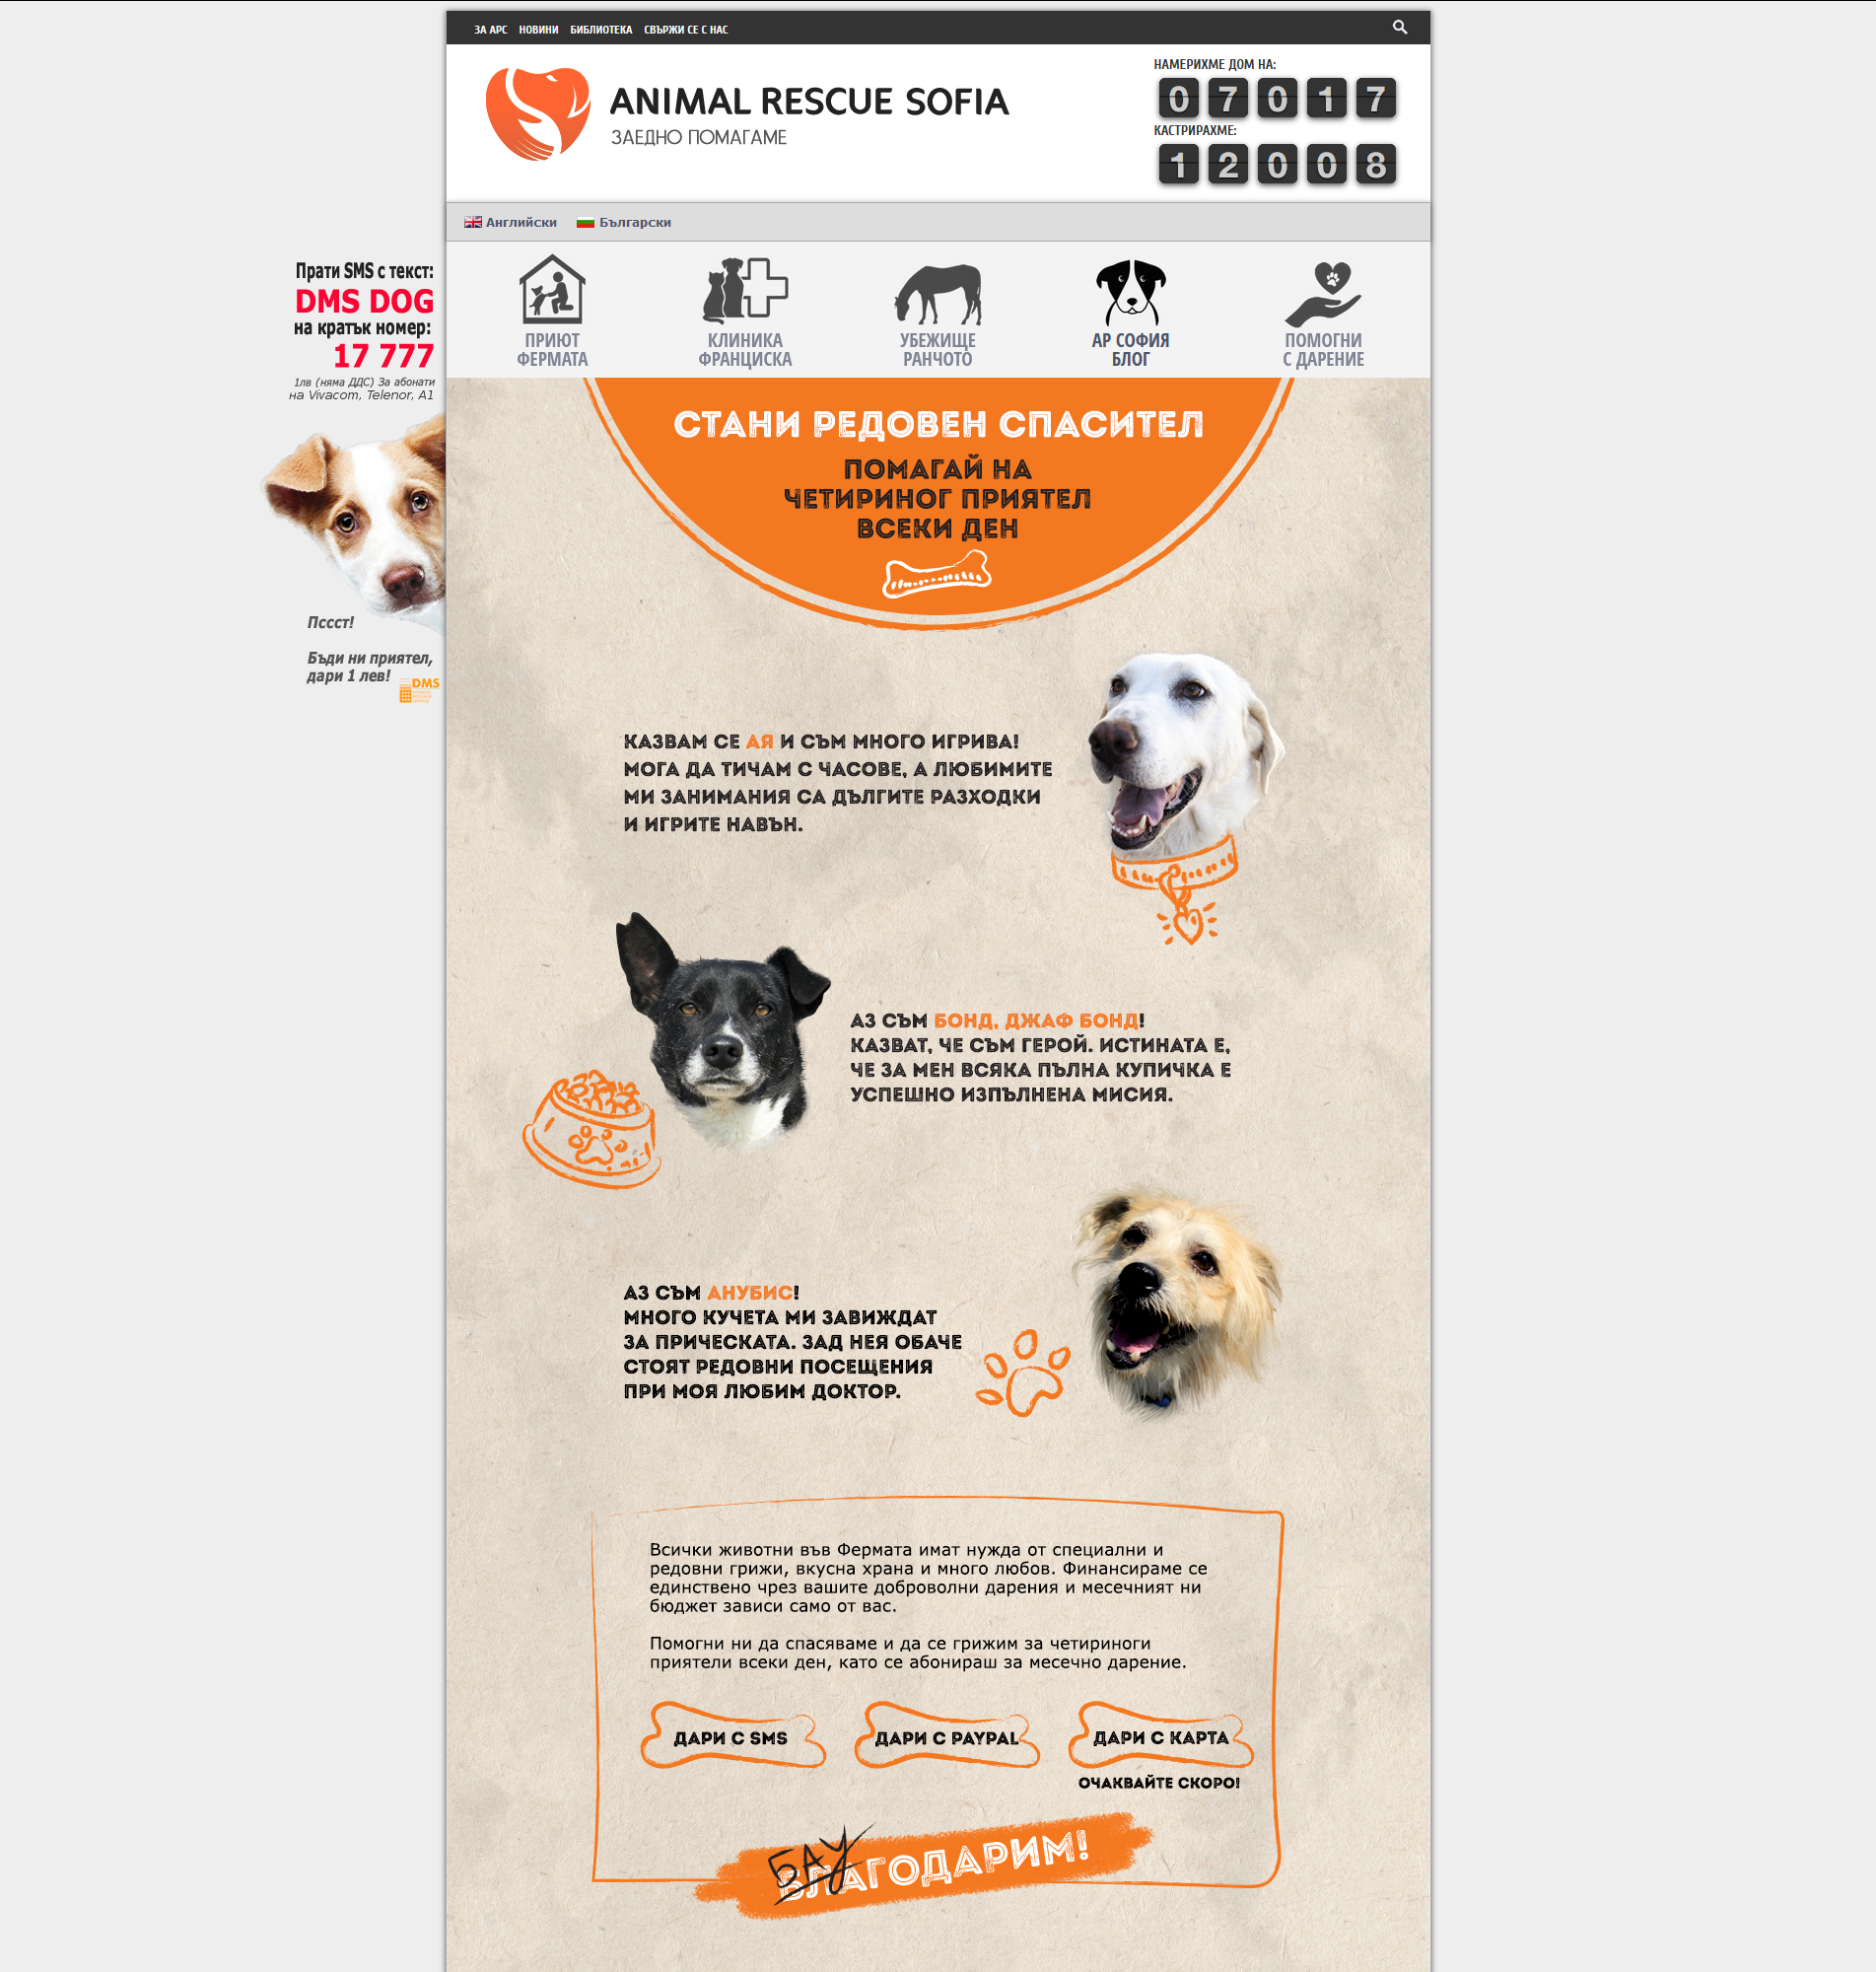 ЗА АРС НОВИНИ БИБЛИОТЕКА СВЪРЖИ СЕ С НАС
ANIMAL RESCUE SOFIA
ЗАЕДНО ПОМАГАМЕ
НАМЕРИХМЕ ДОМ НА:
0 7 0 1 7
КАСТРИРАХМЕ:
1 2 0 0 8
Английски Български
Прати SMS с текст:
DMS DOG
на кратък номер:
17 777
1лв (няма ДДС) За абонати
на Vivacom, Telenor, A1
Пссст!
Бъди ни приятел,
дари 1 лев!
DMS
ПРИЮТ
ФЕРМАТА
КЛИНИКА
ФРАНЦИСКА
УБЕЖИЩЕ
РАНЧОТО
АР СОФИЯ
БЛОГ
ПОМОГНИ
С ДАРЕНИЕ
СТАНИ РЕДОВЕН СПАСИТЕЛ
ПОМАГАЙ НА
ЧЕТИРИНОГ ПРИЯТЕЛ
ВСЕКИ ДЕН
КАЗВАМ СЕ АЯ И СЪМ МНОГО ИГРИВА!
МОГА ДА ТИЧАМ С ЧАСОВЕ, А ЛЮБИМИТЕ
МИ ЗАНИМАНИЯ СА ДЪЛГИТЕ РАЗХОДКИ
И ИГРИТЕ НАВЪН.
АЗ СЪМ БОНД, ДЖАФ БОНД!
КАЗВАТ, ЧЕ СЪМ ГЕРОЙ. ИСТИНАТА Е,
ЧЕ ЗА МЕН ВСЯКА ПЪЛНА КУПИЧКА Е
УСПЕШНО ИЗПЪЛНЕНА МИСИЯ.
АЗ СЪМ АНУБИС!
МНОГО КУЧЕТА МИ ЗАВИЖДАТ
ЗА ПРИЧЕСКАТА. ЗАД НЕЯ ОБАЧЕ
СТОЯТ РЕДОВНИ ПОСЕЩЕНИЯ
ПРИ МОЯ ЛЮБИМ ДОКТОР.
Всички животни във Фермата имат нужда от специални и
редовни грижи, вкусна храна и много любов. Финансираме се
единствено чрез вашите доброволни дарения и месечният ни
бюджет зависи само от вас.
Помогни ни да спасяваме и да се грижим за четириноги
приятели всеки ден, като се абонираш за месечно дарение.
ДАРИ С SMS
ДАРИ С PAYPAL
ДАРИ С КАРТА
ОЧАКВАЙТЕ СКОРО!
БАУ
БЛАГОДАРИМ!